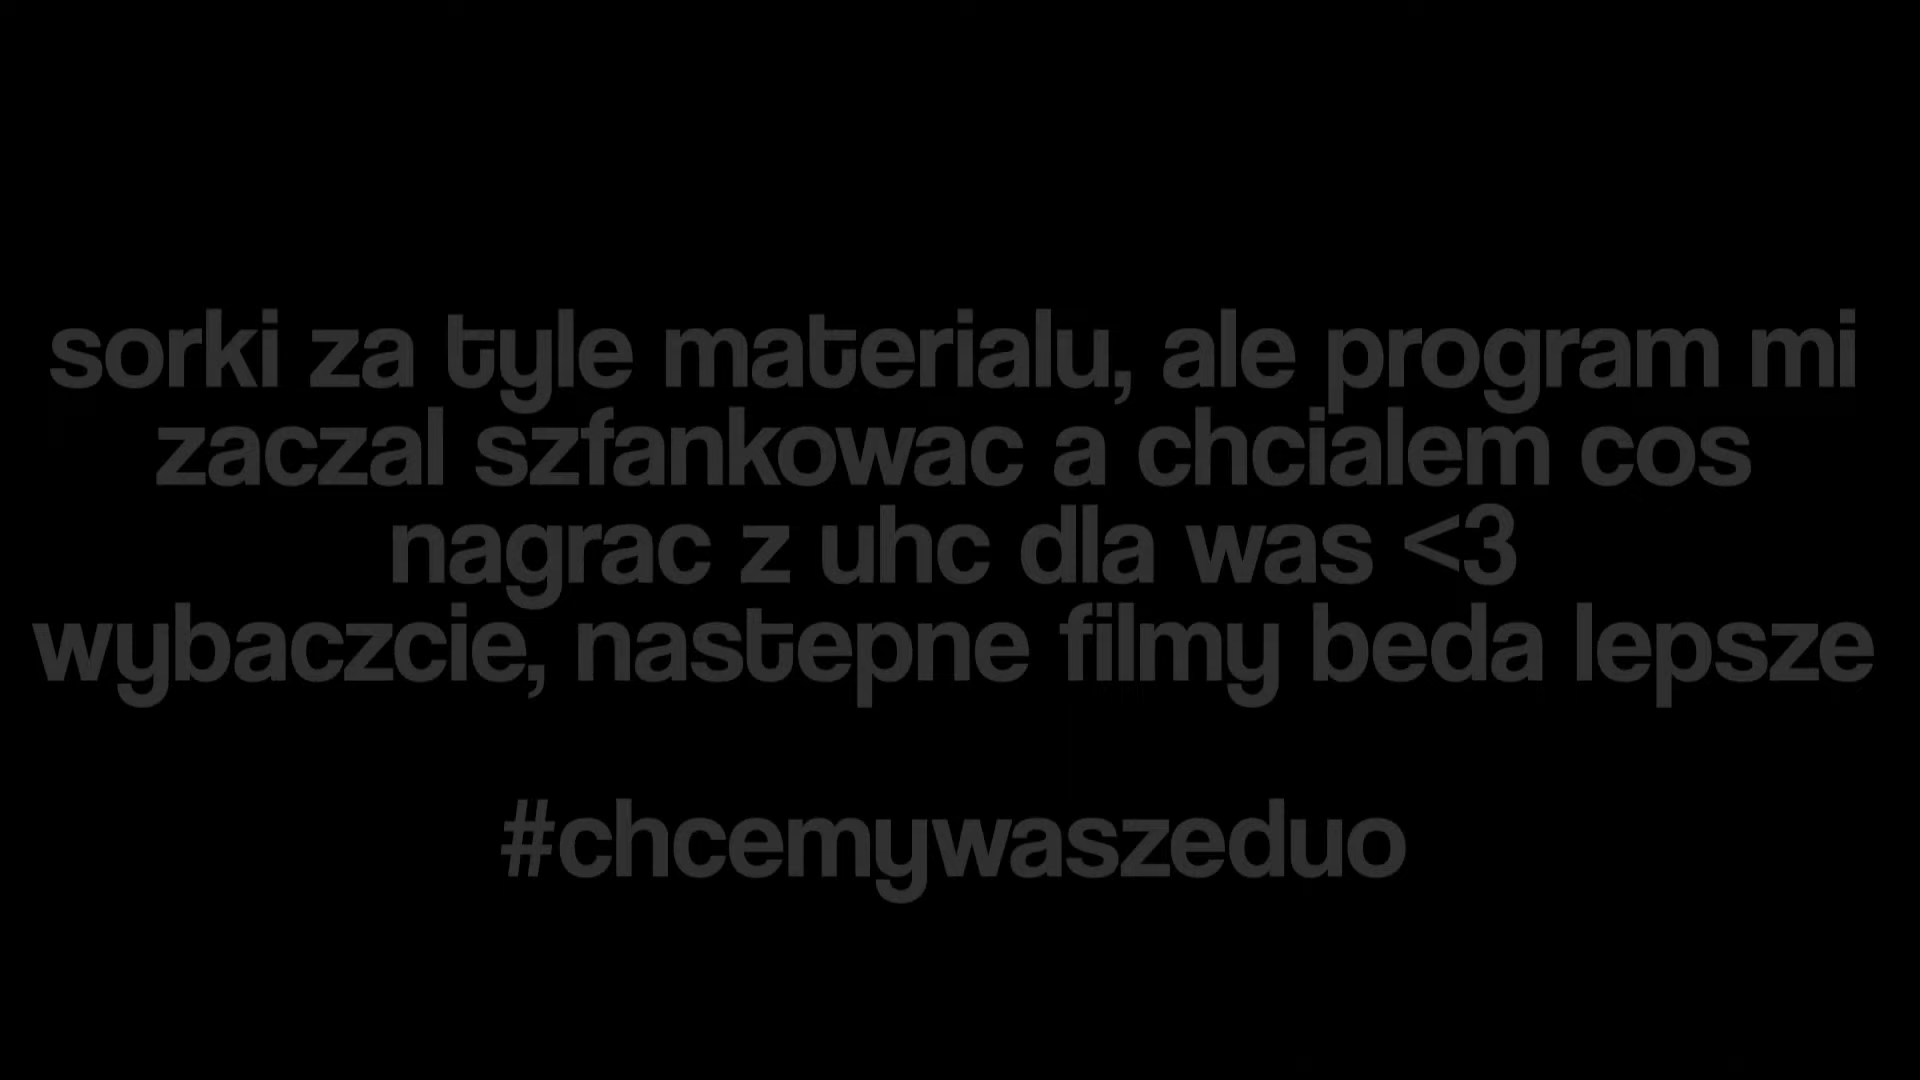 sorki za tyle materialu, ale program mi
zaczal szfankowac a chcialem cos
nagrac z uhc dla was <3
wybaczcie, nastepne filmy beda lepsze
#chcemywaszeduo